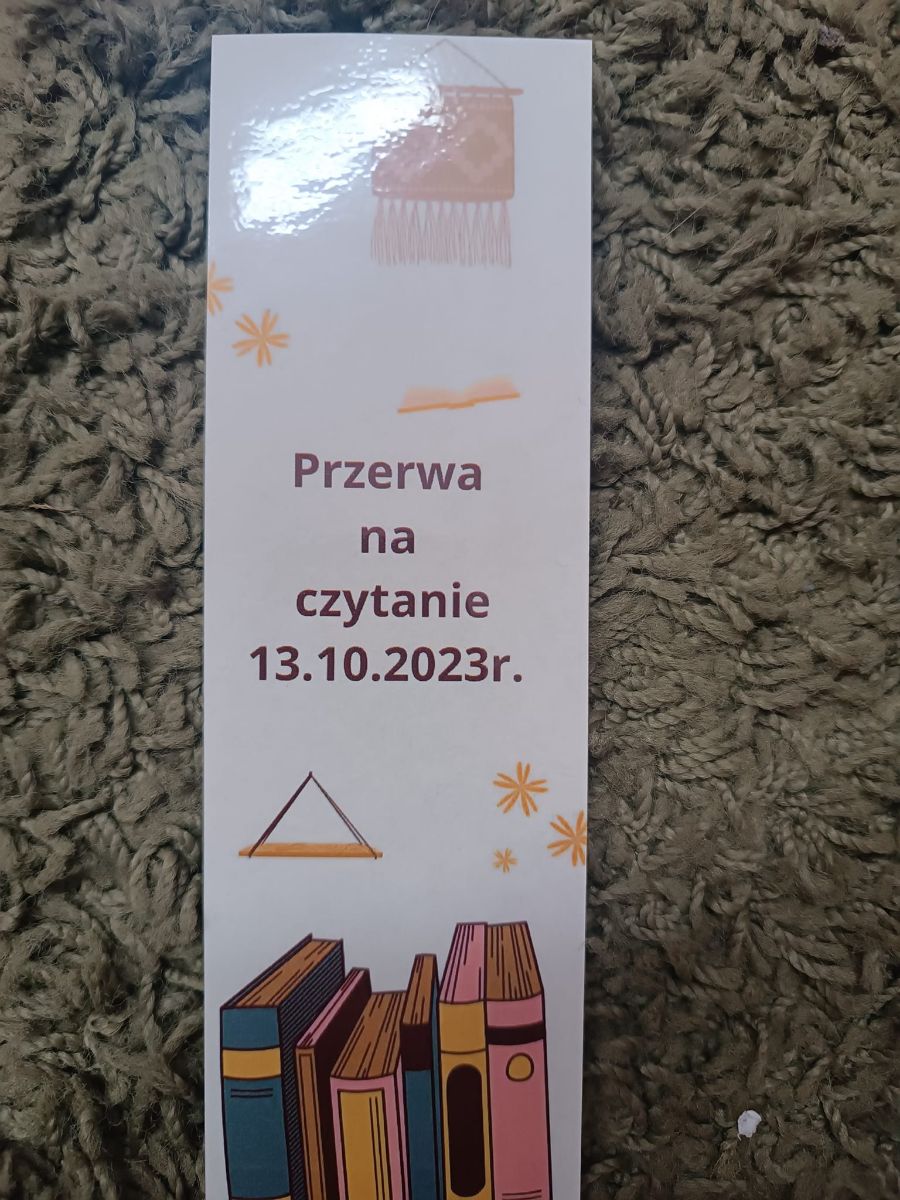 Przerwa
na
czytanie
13.10.2023r.